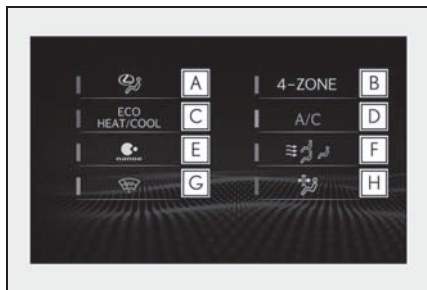 A
4-ZONE B
ECO
HEAT/COOL C
A/C D
nanoe E
F
G
H